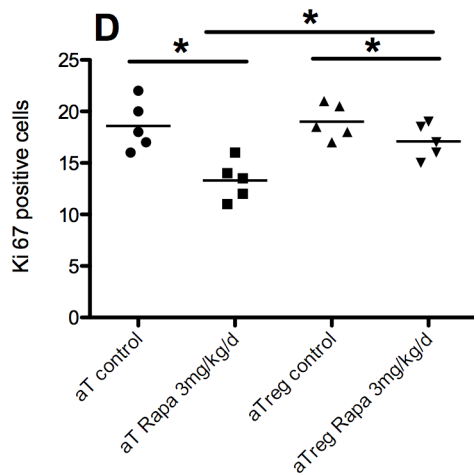 D
*
*
*
25
20
15
10
5
0
Ki 67 positive cells
aT control
aT Rapa 3mg/kg/d
aTreg control
aTreg Rapa 3mg/kg/d